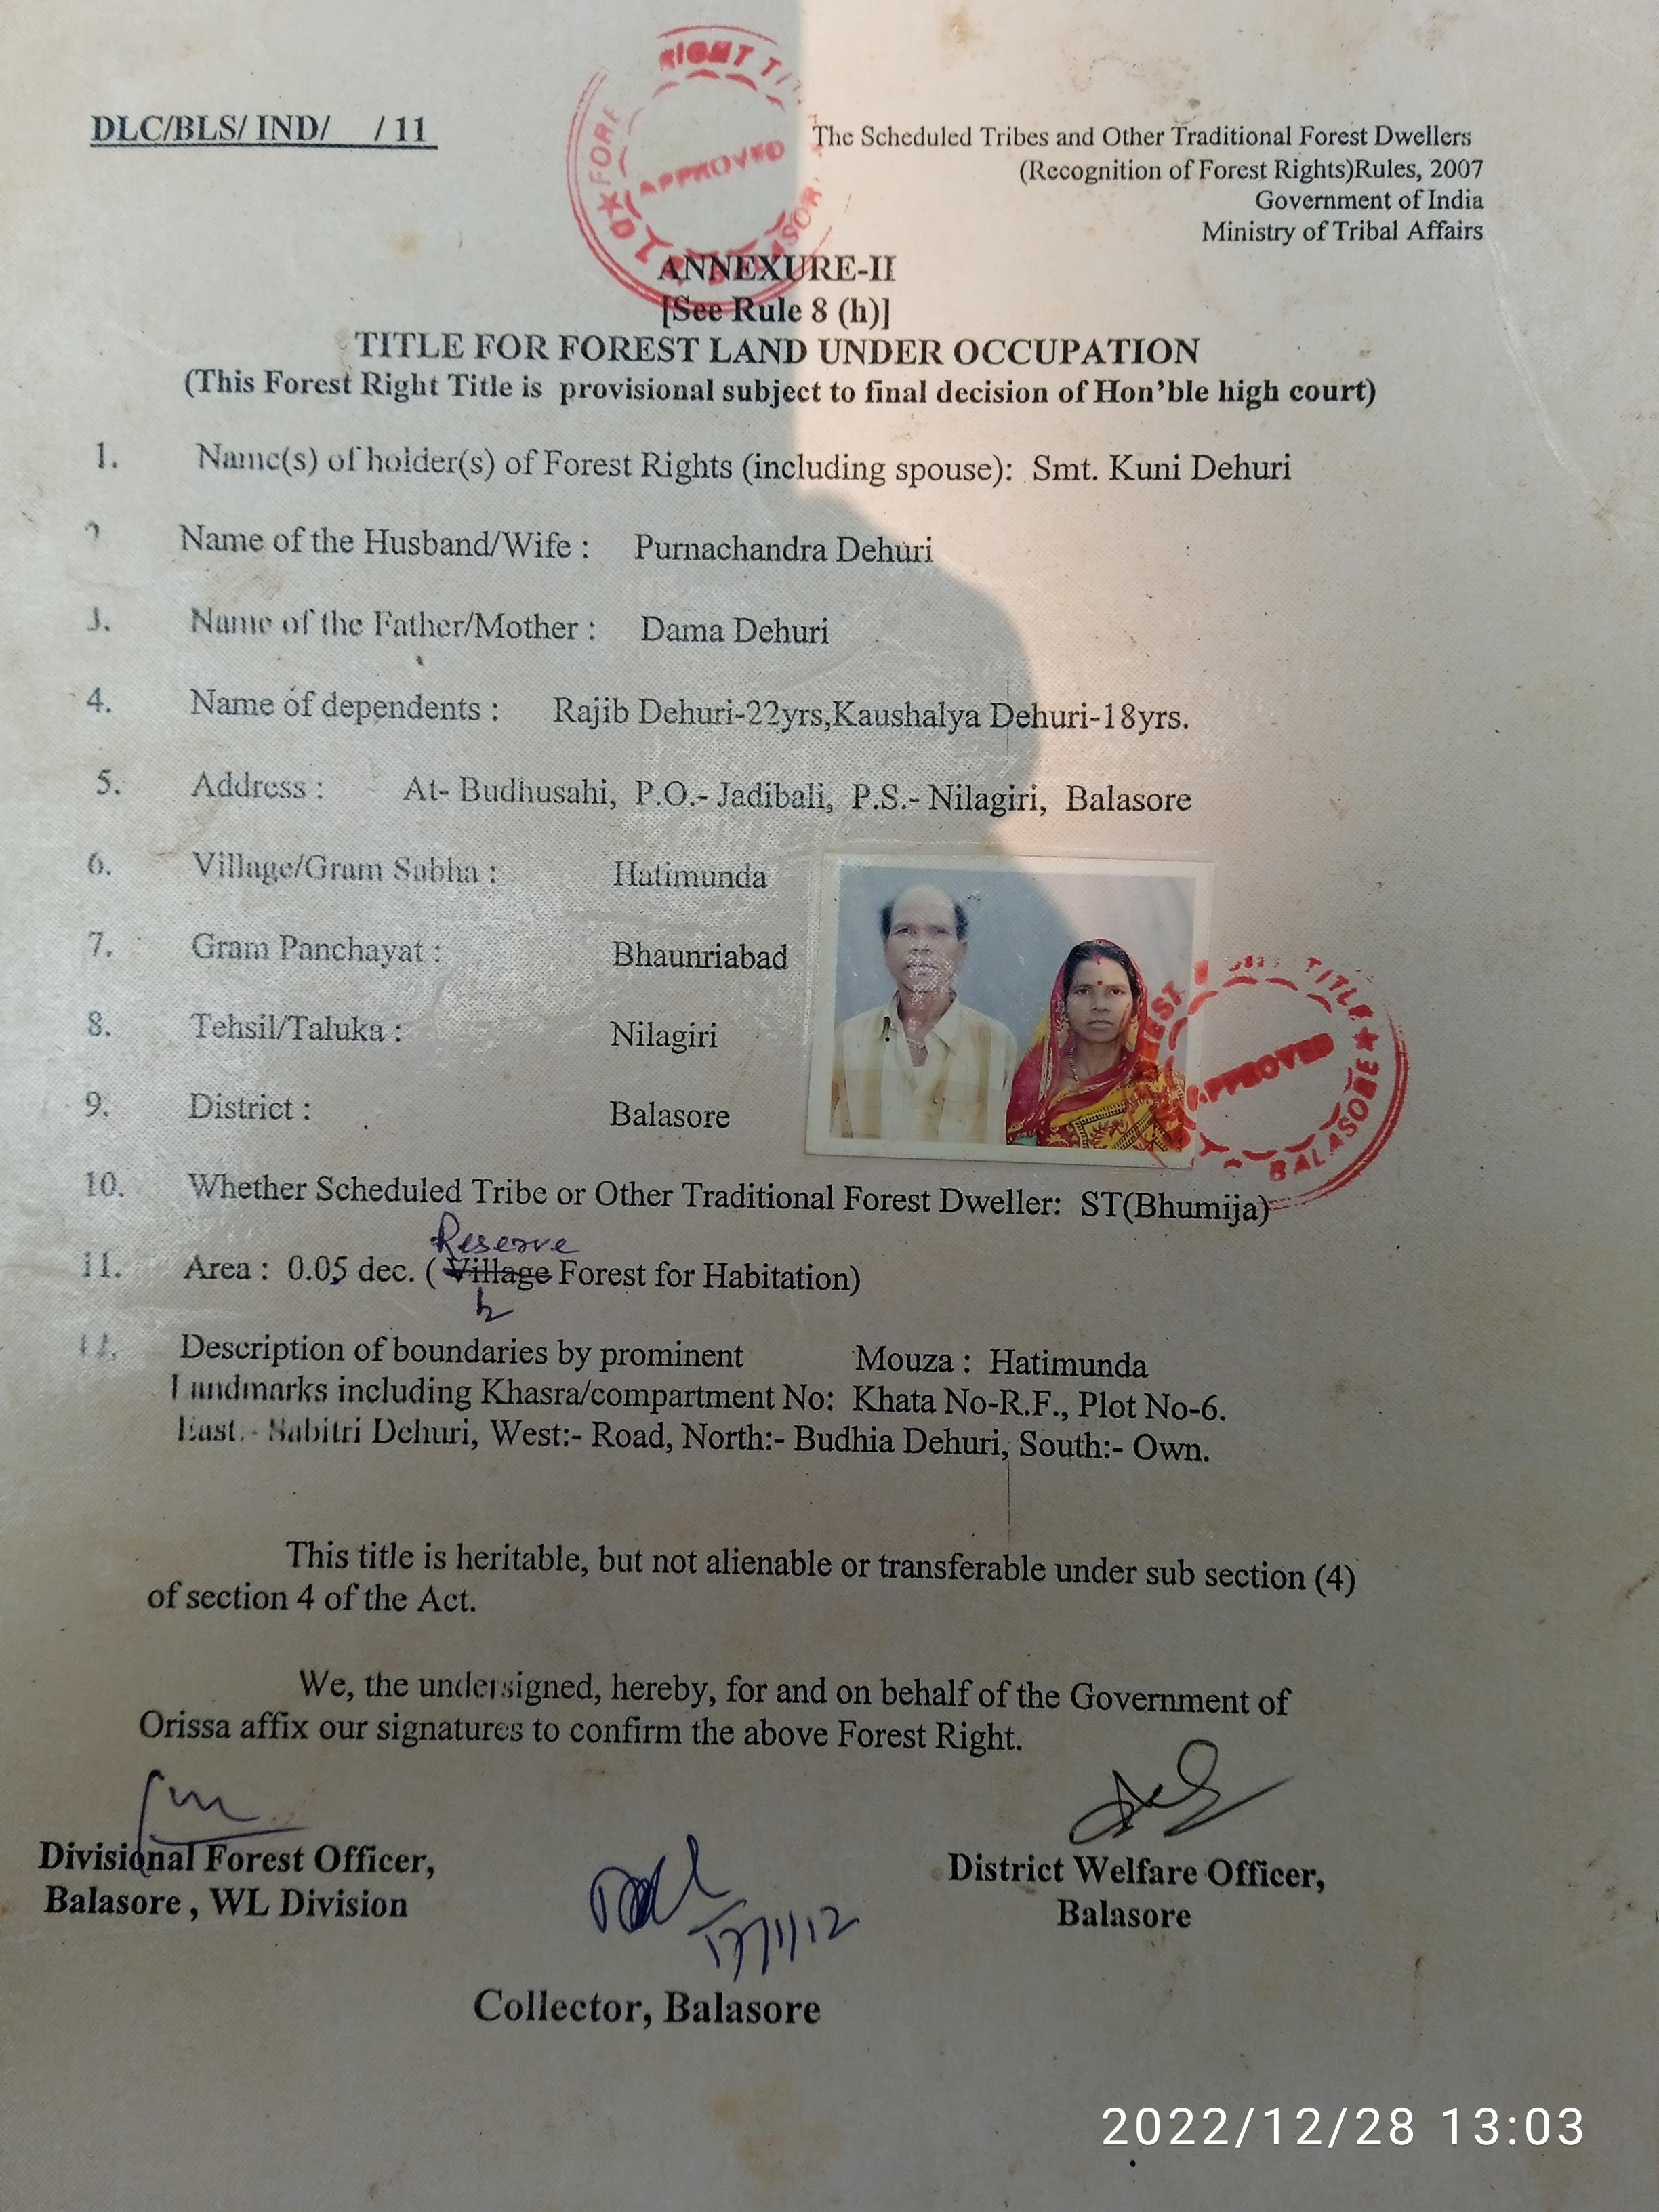 DLC/BLS/ IND/ / 11
RIGHT
APPROVED
The Scheduled Tribes and Other Traditional Forest Dwellers
(Recognition of Forest Rights)Rules, 2007
Government of India
Ministry of Tribal Affairs
ANNEXURE-II
[See Rule 8 (h)]
TITLE FOR FOREST LAND UNDER OCCUPATION
(This Forest Right Title is provisional subject to final decision of Hon'ble high court)
1. Name(s) of holder(s) of Forest Rights (including spouse): Smt. Kuni Dehuri
Name of the Husband/Wife : Purnachandra Dehuri
3. Name of the Father/Mother : Dama Dehuri
4. Name of dependents : Rajib Dehuri-22yrs,Kaushalya Dehuri-18yrs.
5. Address : At- Budhusahi, P.O.- Jadibali, P.S.- Nilagiri, Balasore
6. Village/Gram Sabha : Hatimunda
7. Gram Panchayat : Bhaunriabad
8. Tehsil/Taluka : Nilagiri
9. District : Balasore
TITLE
APPROVED
BALASORE
10. Whether Scheduled Tribe or Other Traditional Forest Dweller: ST(Bhumija)
Reserve
11. Area : 0.05 dec. ( Village Forest for Habitation)
12. Description of boundaries by prominent Mouza : Hatimunda
Landmarks including Khasra/compartment No: Khata No-R.F., Plot No-6.
East.- Sabitri Dehuri, West:- Road, North:- Budhia Dehuri, South:- Own.
This title is heritable, but not alienable or transferable under sub section (4)
of section 4 of the Act.
We, the undersigned, hereby, for and on behalf of the Government of
Orissa affix our signatures to confirm the above Forest Right.
Divisional Forest Officer,
Balasore , WL Division
District Welfare Officer,
Balasore
Collector, Balasore
2022/12/28 13:03